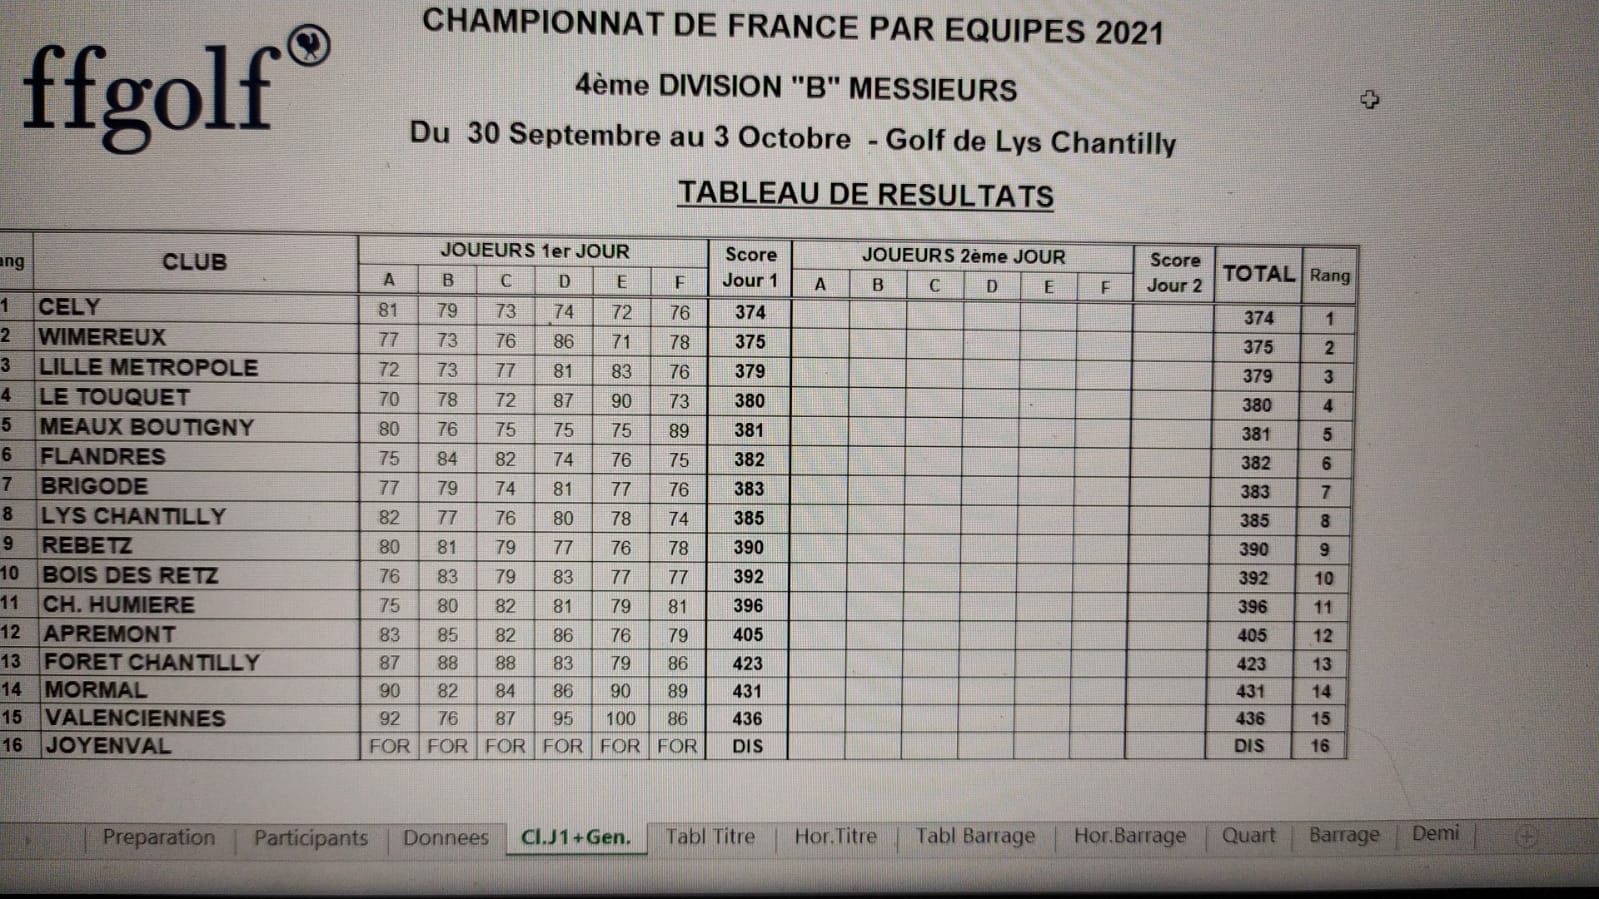 ffgolf
CHAMPIONNAT DE FRANCE PAR EQUIPES 2021
4ème DIVISION "B" MESSIEURS
Du 30 Septembre au 3 Octobre - Golf de Lys Chantilly
TABLEAU DE RESULTATS
ang CLUB JOUEURS 1er JOUR Score Jour 1 JOUEURS 2ème JOUR Score Jour 2 TOTAL Rang
A B C D E F A B C D E F
1 CELY 81 79 73 74 72 76 374 374 1
2 WIMEREUX 77 73 76 86 71 78 375 375 2
3 LILLE METROPOLE 72 73 77 81 83 76 379 379 3
4 LE TOUQUET 70 78 72 87 90 73 380 380 4
5 MEAUX BOUTIGNY 80 76 75 75 75 89 381 381 5
6 FLANDRES 75 84 82 74 76 75 382 382 6
7 BRIGODE 77 79 74 81 77 76 383 383 7
8 LYS CHANTILLY 82 77 76 80 78 74 385 385 8
9 REBETZ 80 81 79 77 76 78 390 390 9
10 BOIS DES RETZ 76 83 79 83 77 77 392 392 10
11 CH. HUMIERE 75 80 82 81 79 81 396 396 11
12 APREMONT 83 85 82 86 76 79 405 405 12
13 FORET CHANTILLY 87 88 88 83 79 86 423 423 13
14 MORMAL 90 82 84 86 90 89 431 431 14
15 VALENCIENNES 92 76 87 95 100 86 436 436 15
16 JOYENVAL FOR FOR FOR FOR FOR FOR DIS DIS 16
Preparation Participants Donnees Cl.J1+Gen. Tabl Titre Hor.Titre Tabl Barrage Hor.Barrage Quart Barrage Demi